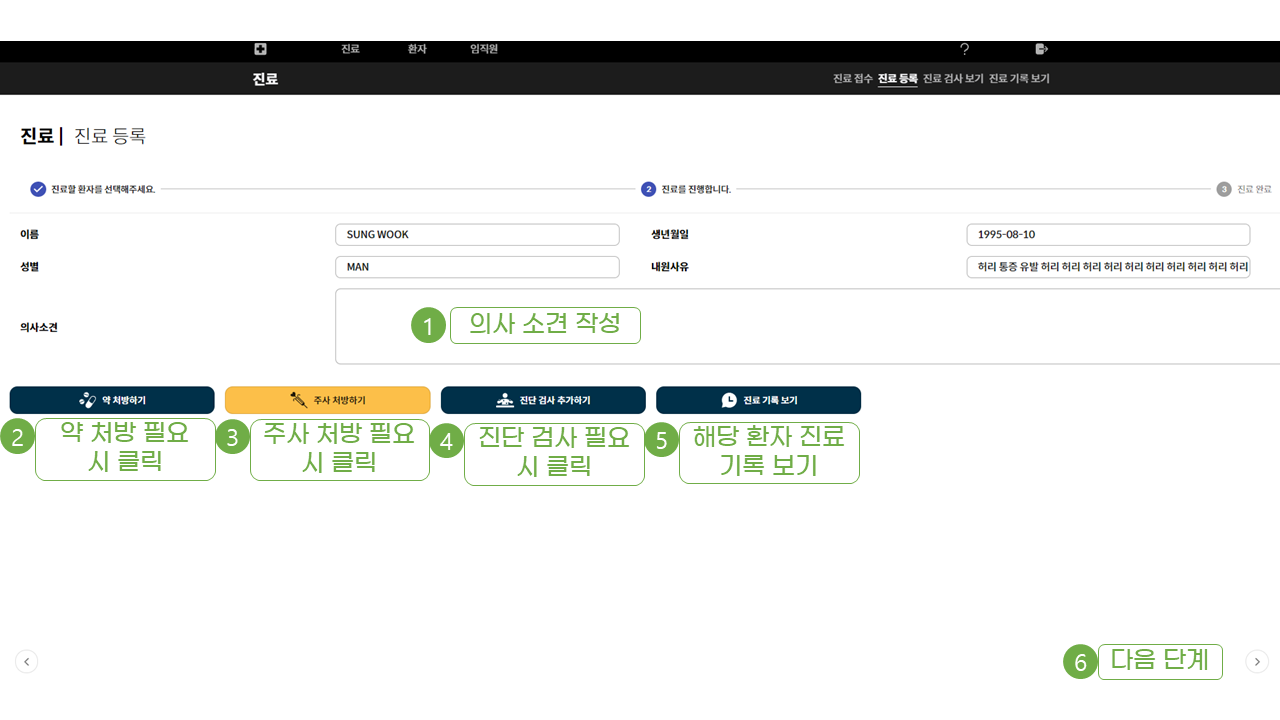 진료 환자 임직원 ?
진료 진료 접수 진료 등록 진료 검사 보기 진료 기록 보기
진료 | 진료 등록
진료할 환자를 선택해주세요. 2 진료를 진행합니다. 3 진료 완료
이름 SUNG WOOK 생년월일 1995-08-10
성별 MAN 내원사유 허리 통증 유발 허리 허리 허리 허리 허리 허리 허리 허리 허리 허리
의사소견 1 의사 소견 작성
약 처방하기 주사 처방하기 진단 검사 추가하기 진료 기록 보기
2 약 처방 필요
시 클릭
3 주사 처방 필요
시 클릭
4 진단 검사 필요
시 클릭
5 해당 환자 진료
기록 보기
6 다음 단계